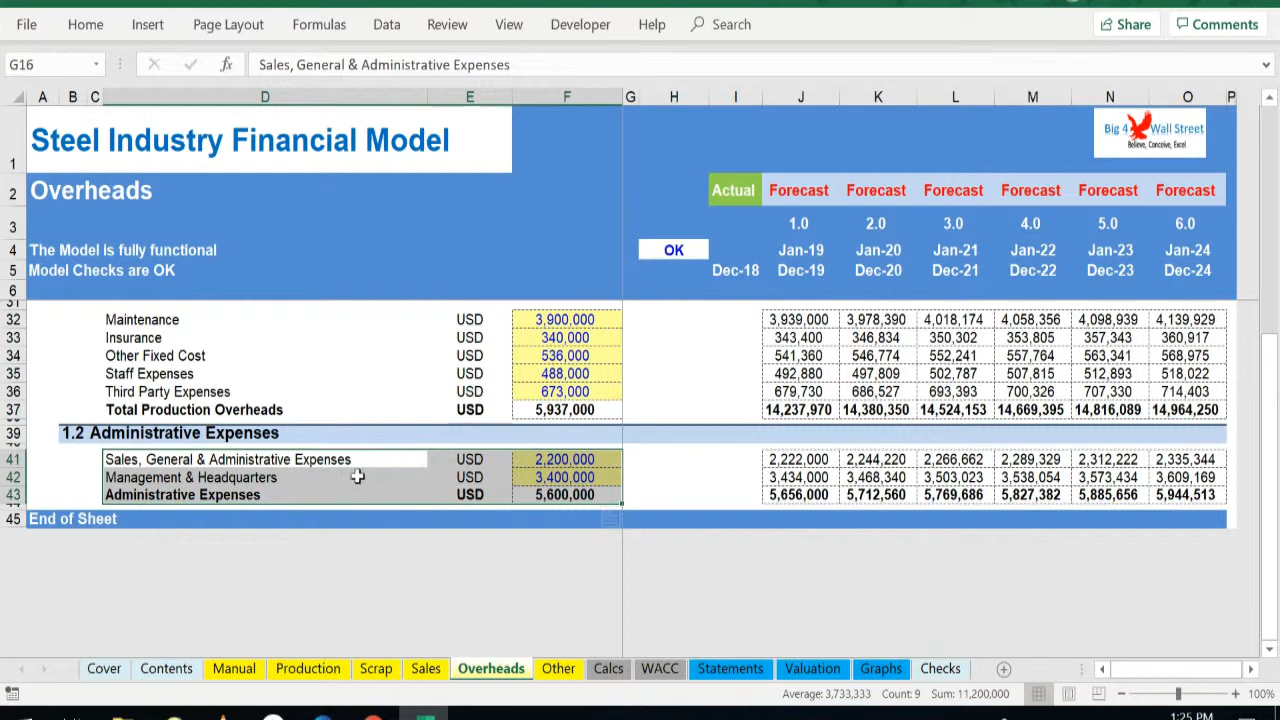 File Home Insert Page Layout Formulas Data Review View Developer Help Search Share Comments
G16 fx Sales, General & Administrative Expenses
A B C D E F G H I J K L M N O P
1 Steel Industry Financial Model Big 4 Wall Street
Believe, Conceive, Excel
2 Overheads Actual Forecast Forecast Forecast Forecast Forecast Forecast
3 1.0 2.0 3.0 4.0 5.0 6.0
4 The Model is fully functional OK Jan-19 Jan-20 Jan-21 Jan-22 Jan-23 Jan-24
5 Model Checks are OK Dec-18 Dec-19 Dec-20 Dec-21 Dec-22 Dec-23 Dec-24
6
32 Maintenance USD 3,900,000 3,939,000 3,978,390 4,018,174 4,058,356 4,098,939 4,139,929
33 Insurance USD 340,000 343,400 346,834 350,302 353,805 357,343 360,917
34 Other Fixed Cost USD 536,000 541,360 546,774 552,241 557,764 563,341 568,975
35 Staff Expenses USD 488,000 492,880 497,809 502,787 507,815 512,893 518,022
36 Third Party Expenses USD 673,000 679,730 686,527 693,393 700,326 707,330 714,403
37 Total Production Overheads USD 5,937,000 14,237,970 14,380,350 14,524,153 14,669,395 14,816,089 14,964,250
39 1.2 Administrative Expenses
41 Sales, General & Administrative Expenses USD 2,200,000 2,222,000 2,244,220 2,266,662 2,289,329 2,312,222 2,335,344
42 Management & Headquarters USD 3,400,000 3,434,000 3,468,340 3,503,023 3,538,054 3,573,434 3,609,169
43 Administrative Expenses USD 5,600,000 5,656,000 5,712,560 5,769,686 5,827,382 5,885,656 5,944,513
45 End of Sheet
Cover Contents Manual Production Scrap Sales Overheads Other Calcs WACC Statements Valuation Graphs Checks
Average: 3,733,333 Count: 9 Sum: 11,200,000 100%
1:25 PM